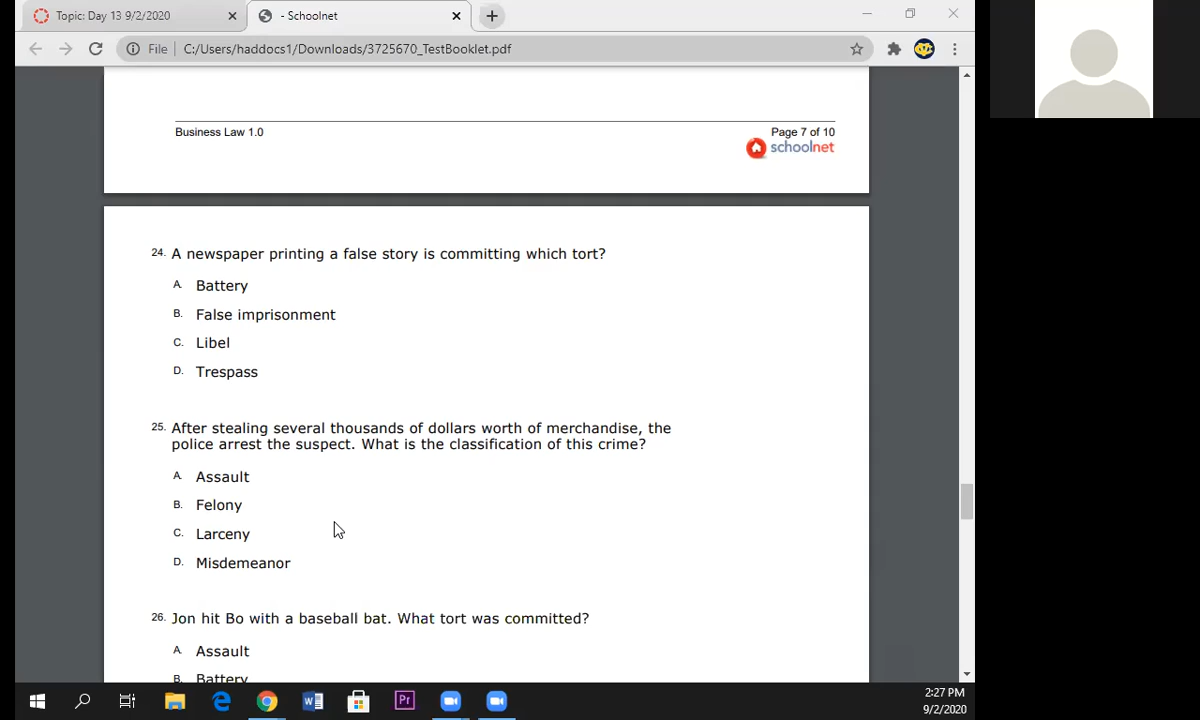 Topic: Day 13 9/2/2020
- Schoolnet
File
C:/Users/haddocs1/Downloads/3725670_TestBooklet.pdf
Business Law 1.0
Page 7 of 10
schoolnet
24. A newspaper printing a false story is committing which tort?
A. Battery
B. False imprisonment
C. Libel
D. Trespass
25. After stealing several thousands of dollars worth of merchandise, the
police arrest the suspect. What is the classification of this crime?
A. Assault
B. Felony
C. Larceny
D. Misdemeanor
26. Jon hit Bo with a baseball bat. What tort was committed?
A. Assault
B. Battery
Pr
2:27 PM
9/2/2020